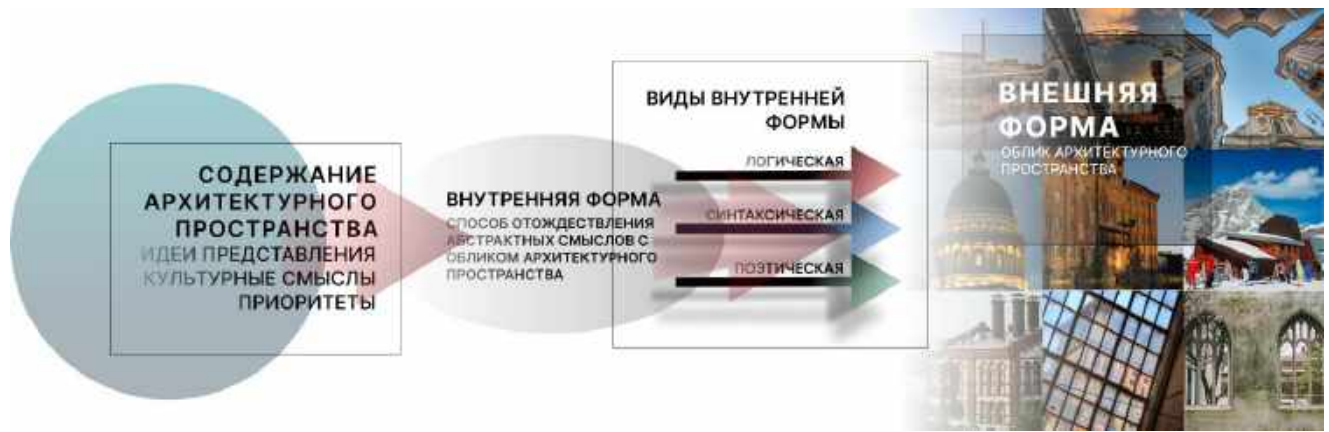 СОДЕРЖАНИЕ
АРХИТЕКТУРНОГО
ПРОСТРАНСТВА
ИДЕИ ПРЕДСТАВЛЕНИЯ
КУЛЬТУРНЫЕ СМЫСЛЫ
ПРИОРИТЕТЫ
ВНУТРЕННЯЯ ФОРМА
СПОСОБ ОТОЖДЕСТВЛЕНИЯ
АБСТРАКТНЫХ СМЫСЛОВ С
ОБЛИКОМ АРХИТЕКТУРНОГО
ПРОСТРАНСТВА
ВИДЫ ВНУТРЕННЕЙ
ФОРМЫ
ЛОГИЧЕСКАЯ
СИНТАКСИЧЕСКАЯ
ПОЭТИЧЕСКАЯ
ВНЕШНЯЯ
ФОРМА
ОБЛИК АРХИТЕКТУРНОГО
ПРОСТРАНСТВА